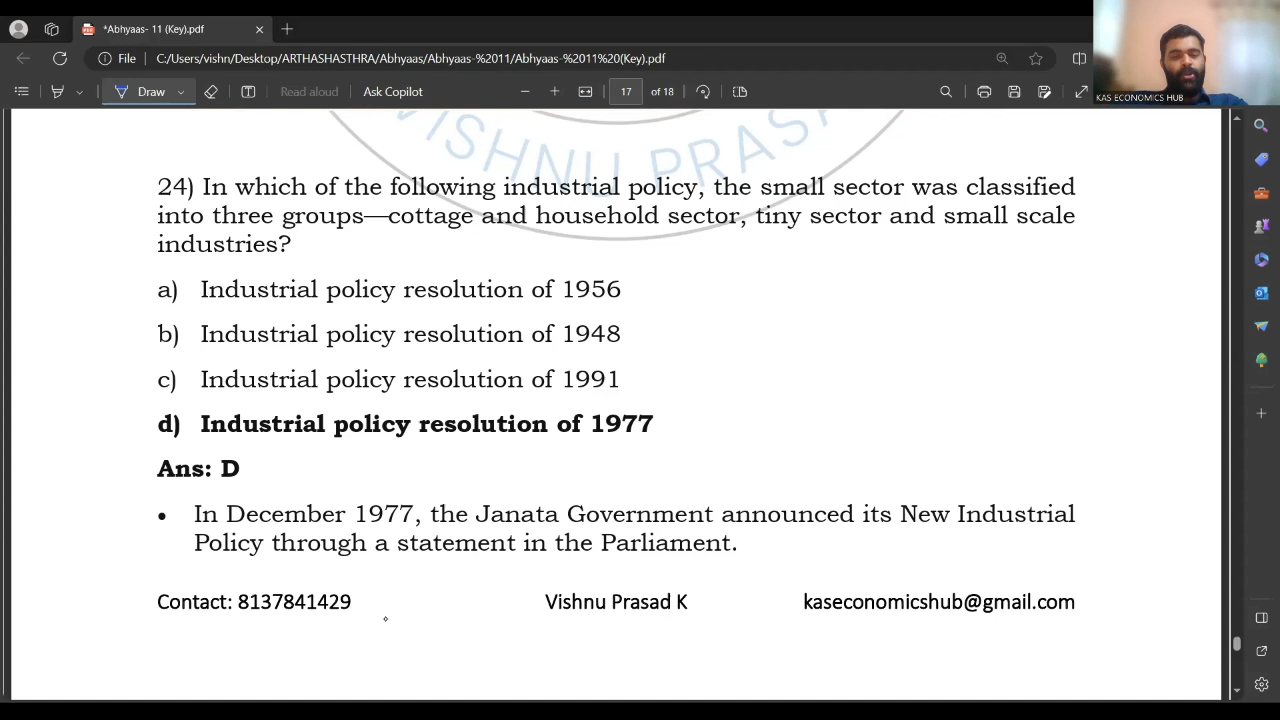 *Abhyaas- 11 (Key).pdf
File
C:/Users/vishn/Desktop/ARTHASHASTHRA/Abhyaas/Abhyaas-%2011/Abhyaas-%2011%20(Key).pdf
KAS ECONOMICS HUB
Draw
Read aloud
Ask Copilot
17 of 18
VISHNU PRASA
24) In which of the following industrial policy, the small sector was classified
into three groups—cottage and household sector, tiny sector and small scale
industries?
a) Industrial policy resolution of 1956
b) Industrial policy resolution of 1948
c) Industrial policy resolution of 1991
d) Industrial policy resolution of 1977
Ans: D
• In December 1977, the Janata Government announced its New Industrial
Policy through a statement in the Parliament.
Contact: 8137841429 Vishnu Prasad K kaseconomicshub@gmail.com